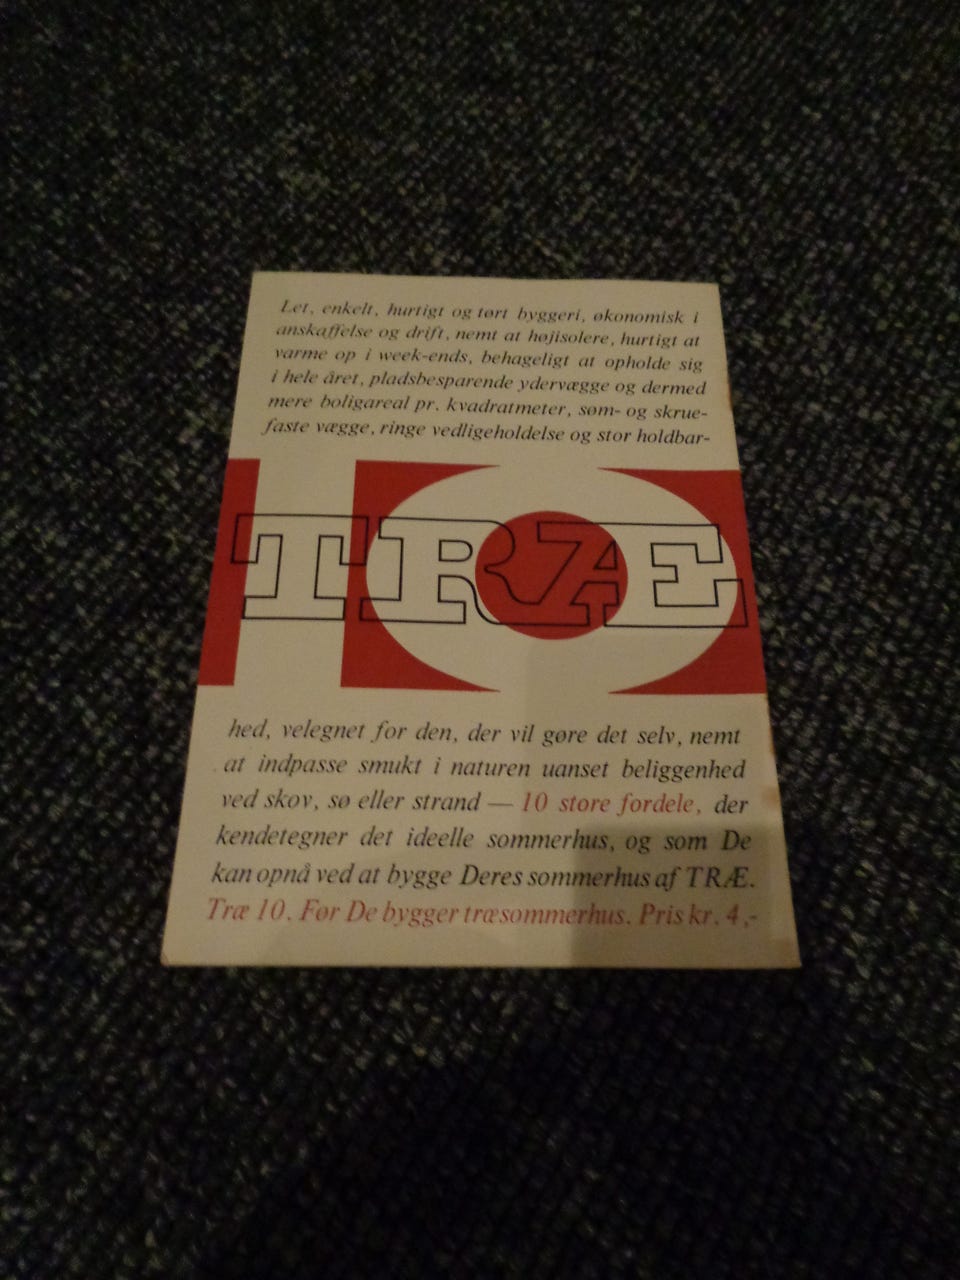 Let, enkelt, hurtigt og tørt byggeri, økonomisk i
anskaffelse og drift, nemt at højisolere, hurtigt at
varme op i week-ends, behageligt at opholde sig
i hele året, pladsbesparende ydervægge og dermed
mere boligareal pr. kvadratmeter, søm- og skrue-
faste vægge, ringe vedligeholdelse og stor holdbar-
10
TRÆ
hed, velegnet for den, der vil gøre det selv, nemt
at indpasse smukt i naturen uanset beliggenhed
ved skov, sø eller strand — 10 store fordele, der
kendetegner det ideelle sommerhus, og som De
kan opnå ved at bygge Deres sommerhus af TRÆ.
Træ 10. Før De bygger træsommerhus. Pris kr. 4,-